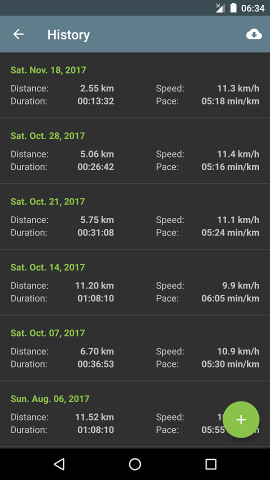 06:34
History
Sat. Nov. 18, 2017
Distance: 2.55 km Speed: 11.3 km/h
Duration: 00:13:32 Pace: 05:18 min/km
Sat. Oct. 28, 2017
Distance: 5.06 km Speed: 11.4 km/h
Duration: 00:26:42 Pace: 05:16 min/km
Sat. Oct. 21, 2017
Distance: 5.75 km Speed: 11.1 km/h
Duration: 00:31:08 Pace: 05:24 min/km
Sat. Oct. 14, 2017
Distance: 11.20 km Speed: 9.9 km/h
Duration: 01:08:10 Pace: 06:05 min/km
Sat. Oct. 07, 2017
Distance: 6.70 km Speed: 10.9 km/h
Duration: 00:36:53 Pace: 05:30 min/km
Sun. Aug. 06, 2017
Distance: 11.52 km Speed:
Duration: 01:08:10 Pace: 05:55